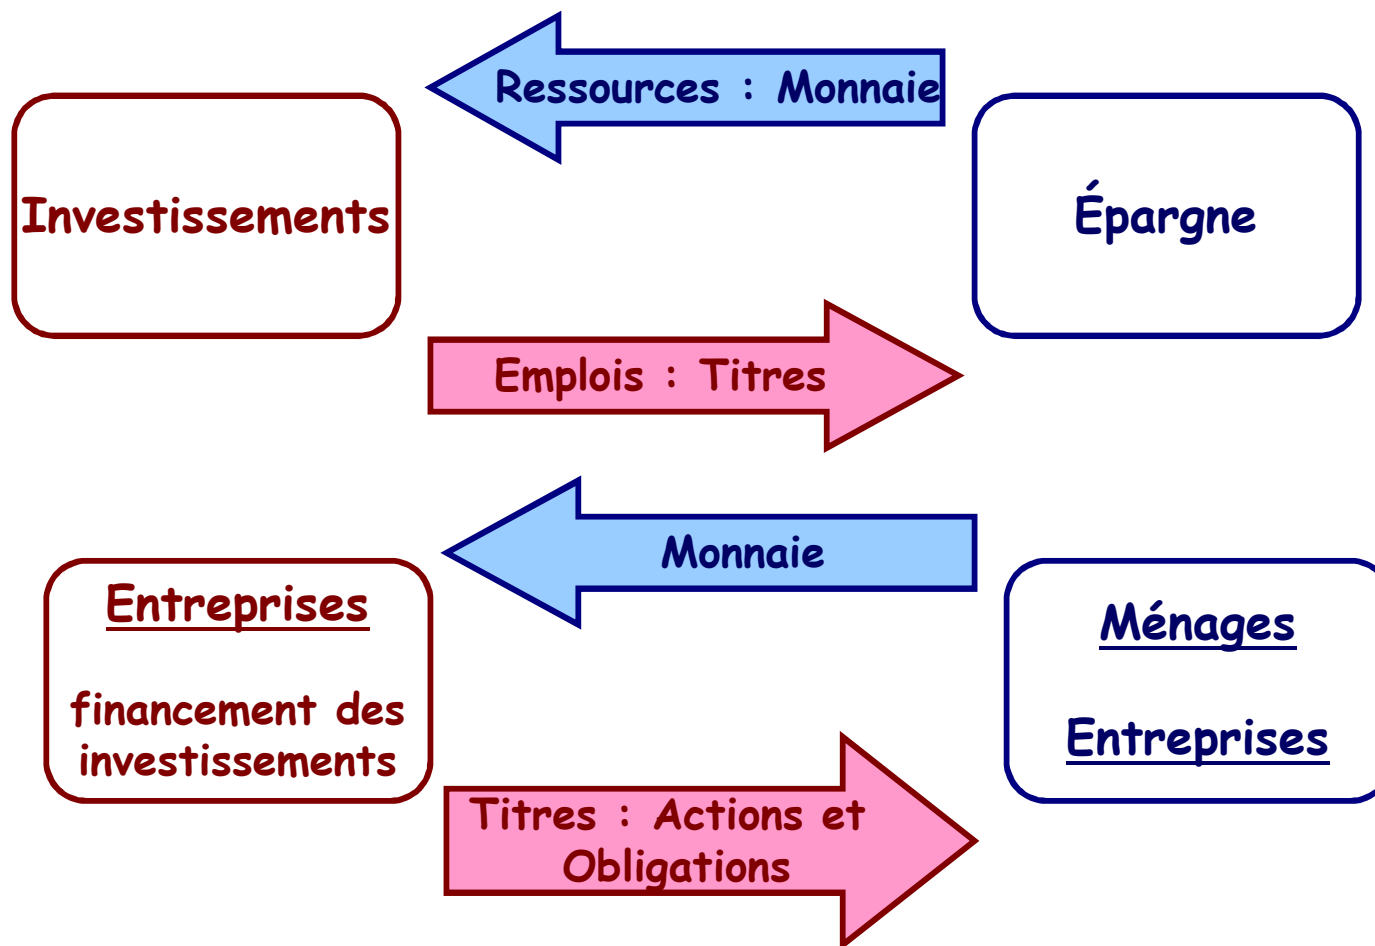 Ressources : Monnaie
Investissements
Épargne
Emplois : Titres
Monnaie
Entreprises
financement des
investissements
Ménages
Entreprises
Titres : Actions et
Obligations